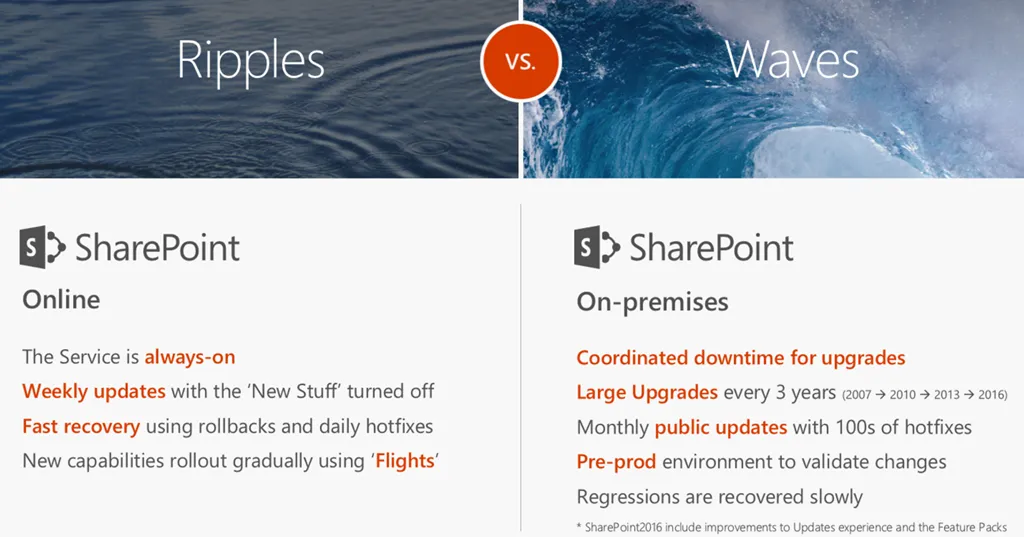 Ripples
VS.
Waves
SharePoint
Online
The Service is always-on
Weekly updates with the ‘New Stuff’ turned off
Fast recovery using rollbacks and daily hotfixes
New capabilities rollout gradually using ‘Flights’
SharePoint
On-premises
Coordinated downtime for upgrades
Large Upgrades every 3 years (2007 → 2010 → 2013 → 2016)
Monthly public updates with 100s of hotfixes
Pre-prod environment to validate changes
Regressions are recovered slowly
* SharePoint2016 include improvements to Updates experience and the Feature Packs